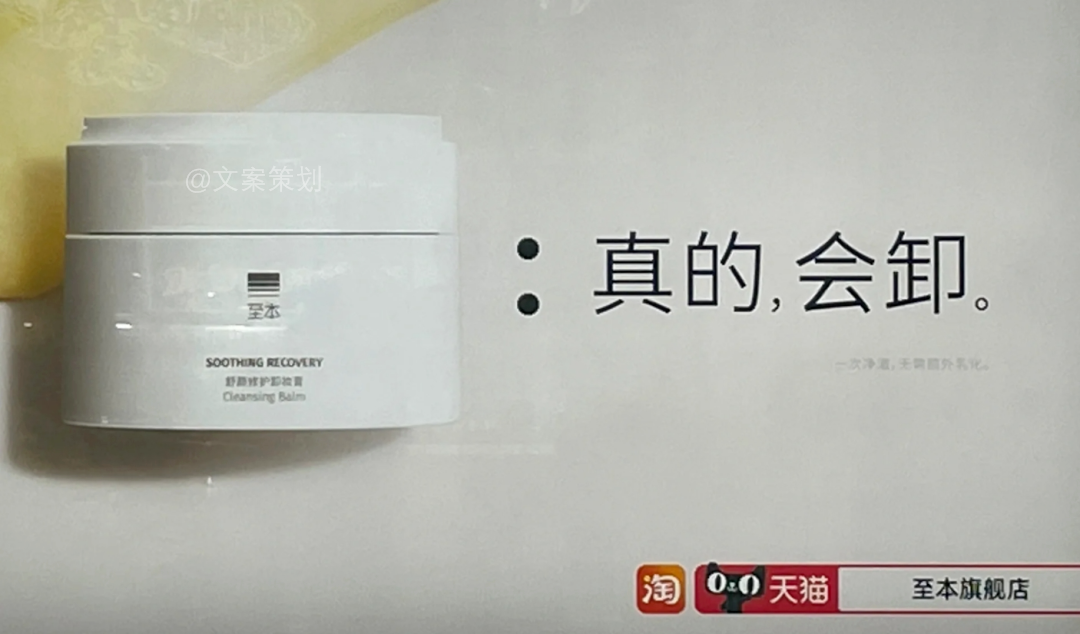 @文案策划
至本
SOOTHING RECOVERY
舒颜修护卸妆膏
Cleansing Balm
：真的，会卸。
一次净澈，无需额外乳化。
淘
天猫
至本旗舰店